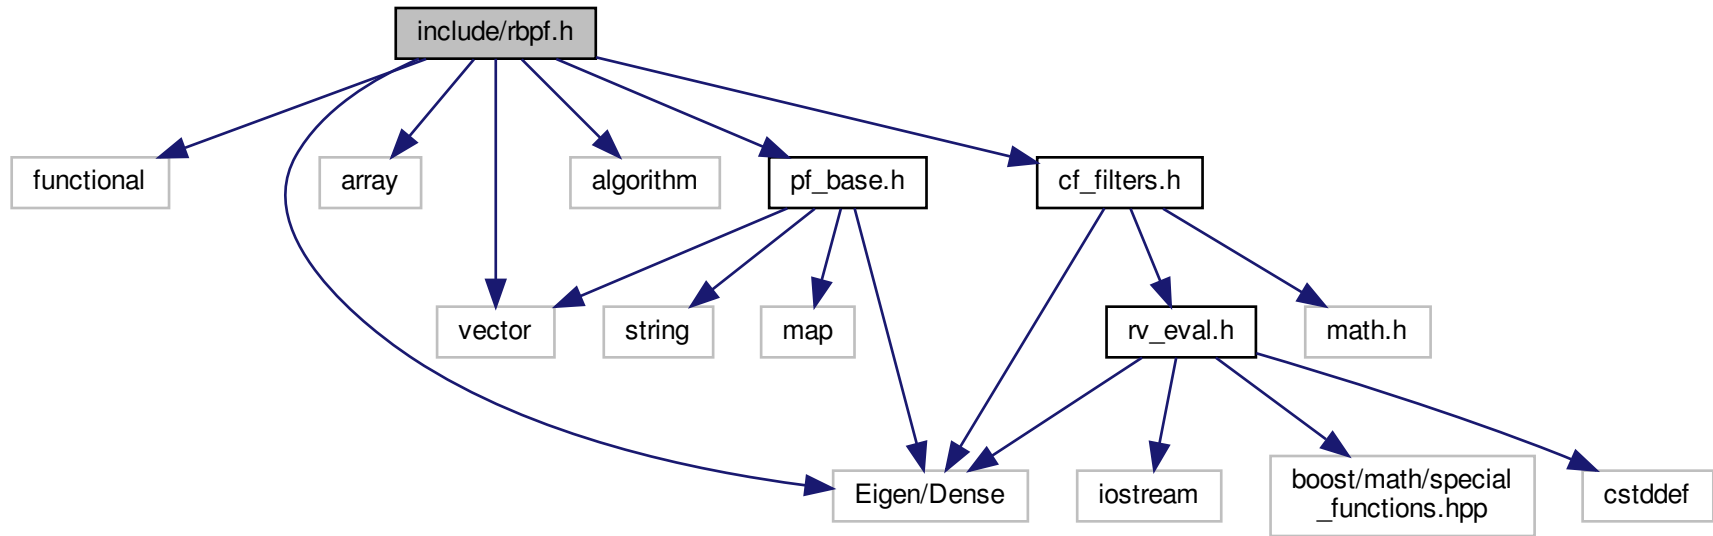 include/rbpf.h
functional
array
algorithm
pf_base.h
cf_filters.h
vector
string
map
rv_eval.h
math.h
Eigen/Dense
iostream
boost/math/special
_functions.hpp
cstddef